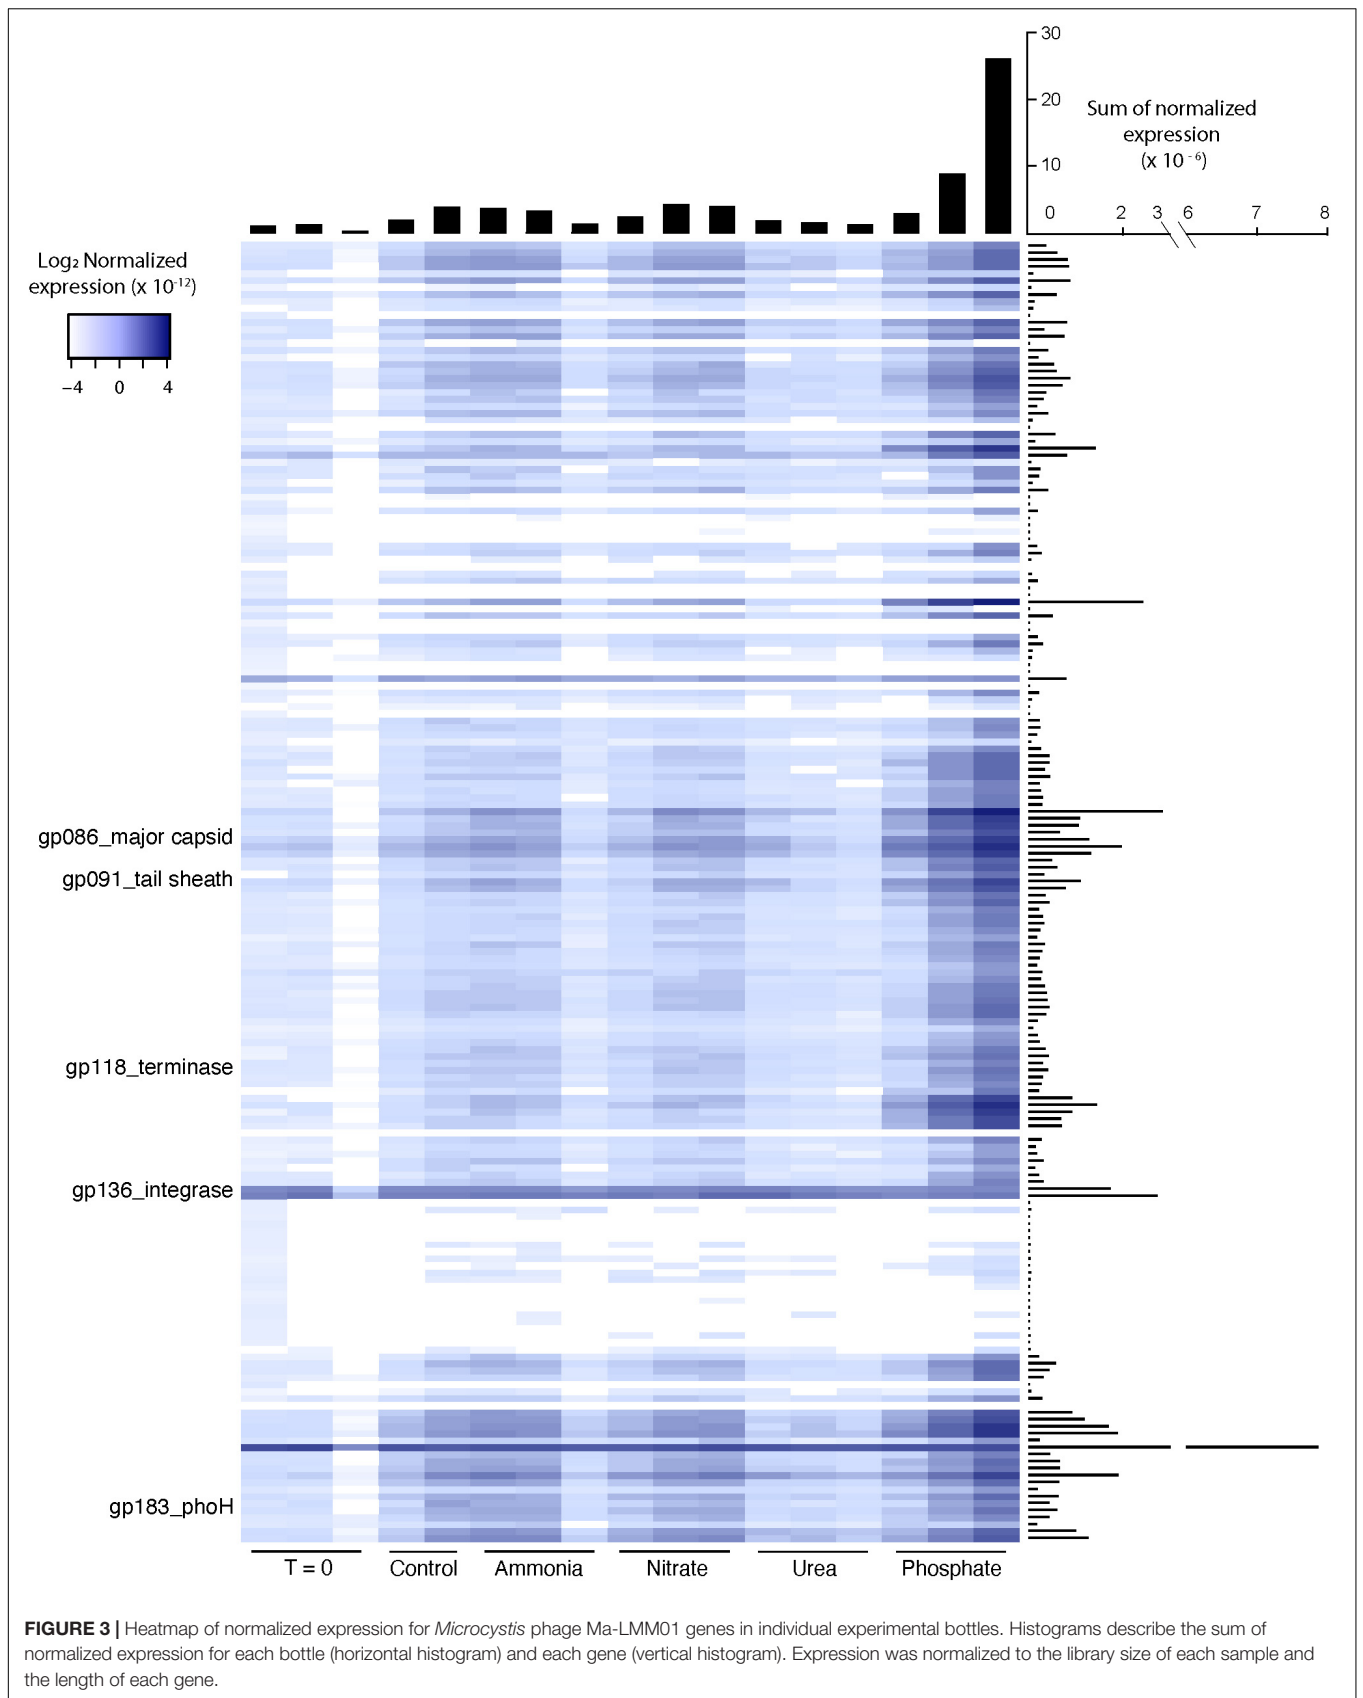 30
20
Sum of normalized
expression
(x 10⁻⁶)
10
0 2 3 6 7 8
Log₂ Normalized
expression (x 10⁻¹²)
−4 0 4
gp086_major capsid
gp091_tail sheath
gp118_terminase
gp136_integrase
gp183_phoH
T = 0 Control Ammonia Nitrate Urea Phosphate
FIGURE 3 | Heatmap of normalized expression for Microcystis phage Ma-LMM01 genes in individual experimental bottles. Histograms describe the sum of
normalized expression for each bottle (horizontal histogram) and each gene (vertical histogram). Expression was normalized to the library size of each sample and
the length of each gene.